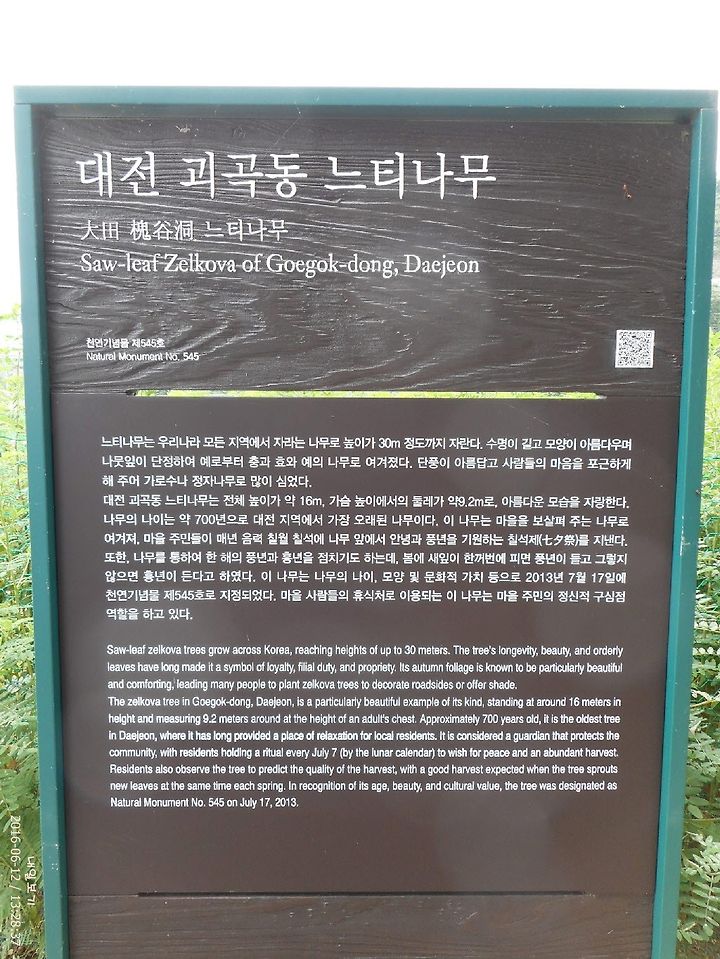 대전 괴곡동 느티나무
大田 槐谷洞 느티나무
Saw-leaf Zelkova of Goegok-dong, Daejeon
천연기념물 제545호
Natural Monument No. 545
느티나무는 우리나라 모든 지역에서 자라는 나무로 높이가 30m 정도까지 자란다. 수명이 길고 모양이 아름다우며
나뭇잎이 단정하여 예로부터 충과 효와 예의 나무로 여겨졌다. 단풍이 아름답고 사람들의 마음을 포근하게
해 주어 가로수나 정자나무로 많이 심었다.
대전 괴곡동 느티나무는 전체 높이가 약 16m, 가슴 높이에서의 둘레가 약9.2m로, 아름다운 모습을 자랑한다.
나무의 나이는 약 700년으로 대전 지역에서 가장 오래된 나무이다. 이 나무는 마을을 보살펴 주는 나무로
여겨져, 마을 주민들이 매년 음력 칠월 칠석에 나무 앞에서 안녕과 풍년을 기원하는 칠석제(七夕祭)를 지낸다.
또한, 나무를 통하여 한 해의 풍년과 흉년을 점치기도 하는데, 봄에 새잎이 한꺼번에 피면 풍년이 들고 그렇지
않으면 흉년이 든다고 하였다. 이 나무는 나무의 나이, 모양 및 문화적 가치 등으로 2013년 7월 17일에
천연기념물 제545호로 지정되었다. 마을 사람들의 휴식처로 이용되는 이 나무는 마을 주민의 정신적 구심점
역할을 하고 있다.
Saw-leaf zelkova trees grow across Korea, reaching heights of up to 30 meters. The tree's longevity, beauty, and orderly
leaves have long made it a symbol of loyalty, filial duty, and propriety. Its autumn foliage is known to be particularly beautiful
and comforting, leading many people to plant zelkova trees to decorate roadsides or offer shade.
The zelkova tree in Goegok-dong, Daejeon, is a particularly beautiful example of its kind, standing at around 16 meters in
height and measuring 9.2 meters around at the height of an adult's chest. Approximately 700 years old, it is the oldest tree
in Daejeon, where it has long provided a place of relaxation for local residents. It is considered a guardian that protects the
community, with residents holding a ritual every July 7 (by the lunar calendar) to wish for peace and an abundant harvest.
Residents also observe the tree to predict the quality of the harvest, with a good harvest expected when the tree sprouts
new leaves at the same time each spring. In recognition of its age, beauty, and cultural value, the tree was designated as
Natural Monument No. 545 on July 17, 2013.
2016-06-12 / 13:28:37